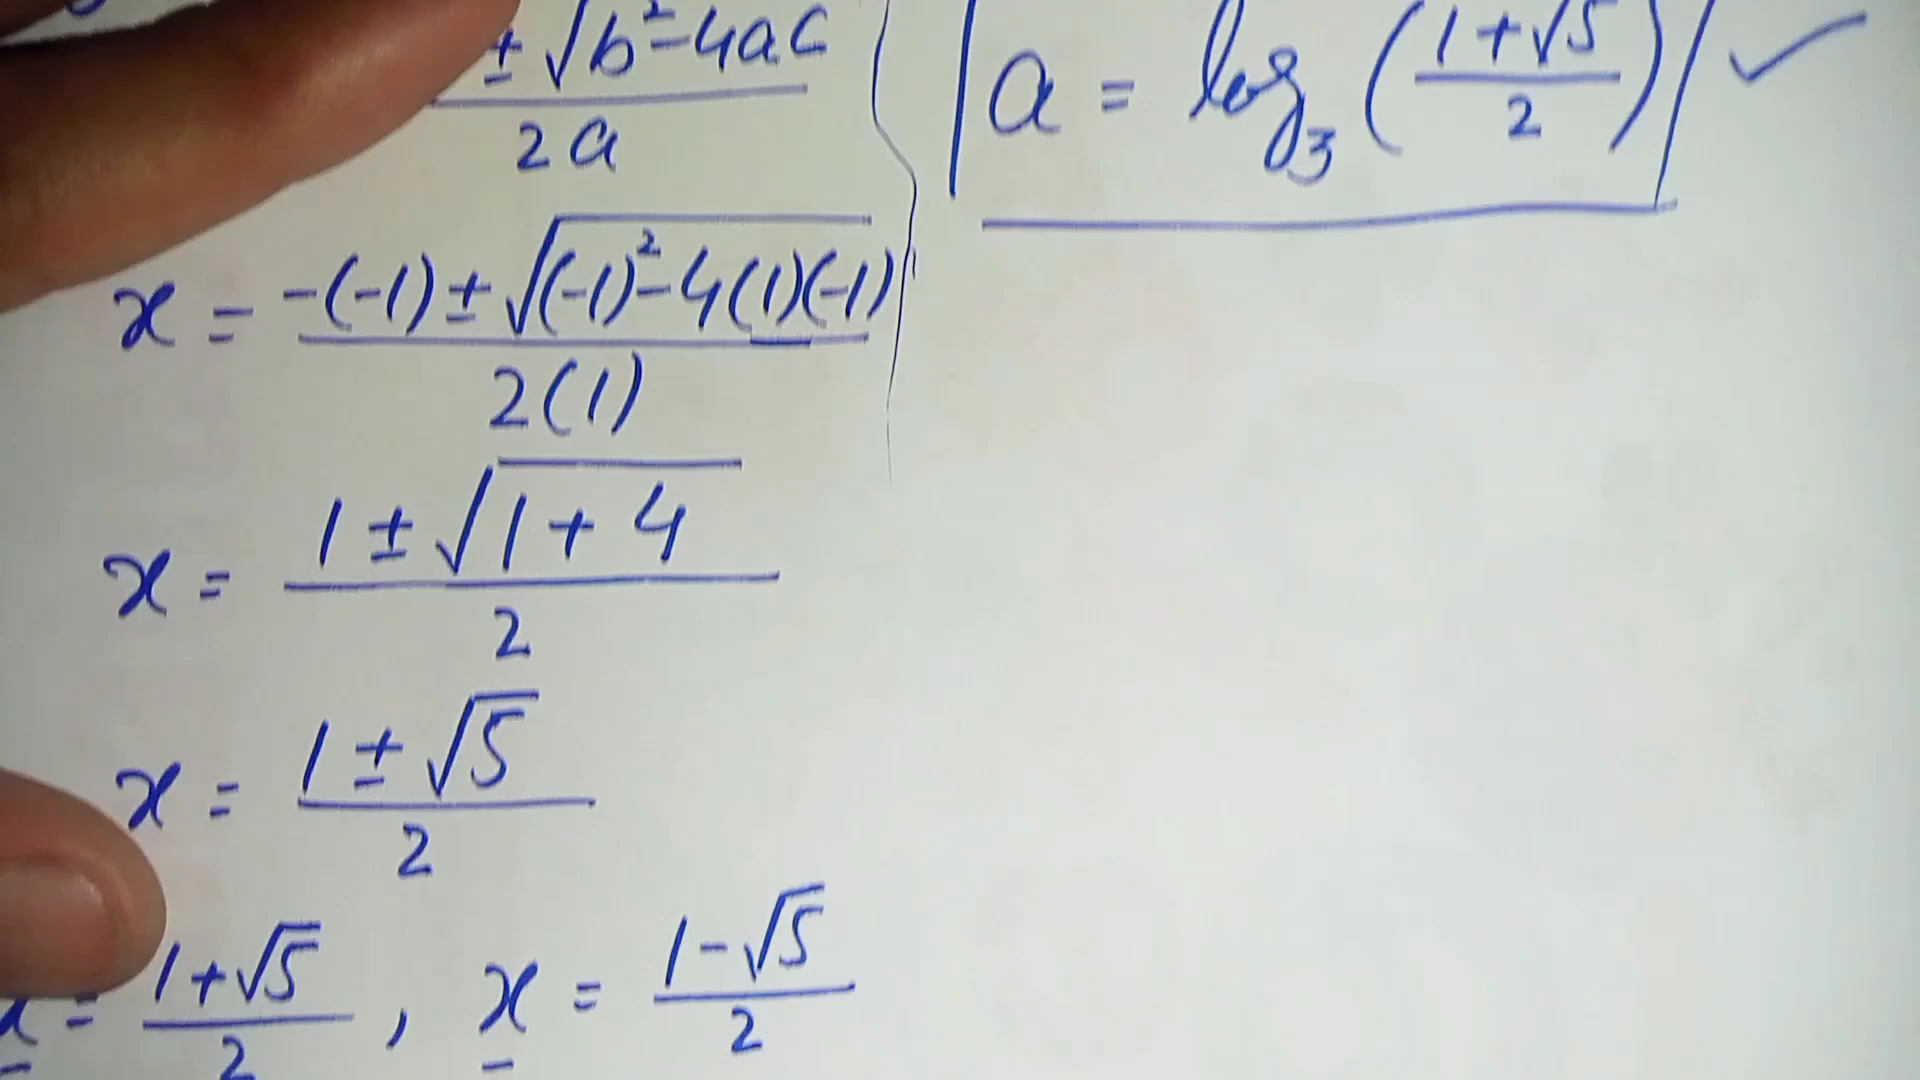 ± √b²-4ac / 2a
x = -(-1) ± √(-1)²-4(1)(-1) / 2(1)
x = 1 ± √1+4 / 2
x = 1 ± √5 / 2
x = 1+√5 / 2 , x = 1-√5 / 2
a = log₃ (1+√5 / 2) ✓